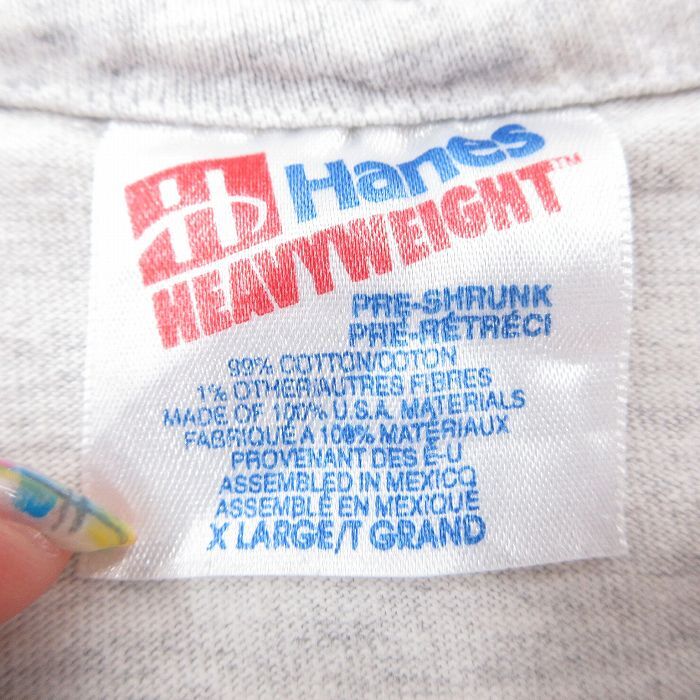 H Hanes
HEAVYWEIGHT™
PRE-SHRUNK
PRÉ-RÉTRÉCI
99% COTTON/COTON
1% OTHER/AUTRES FIBRES
MADE OF 100% U.S.A. MATERIALS
FABRIQUÉ A 100% MATÉRIAUX
PROVENANT DES É-U
ASSEMBLED IN MEXICO
ASSEMBLÉ EN MEXIQUE
X LARGE/T GRAND